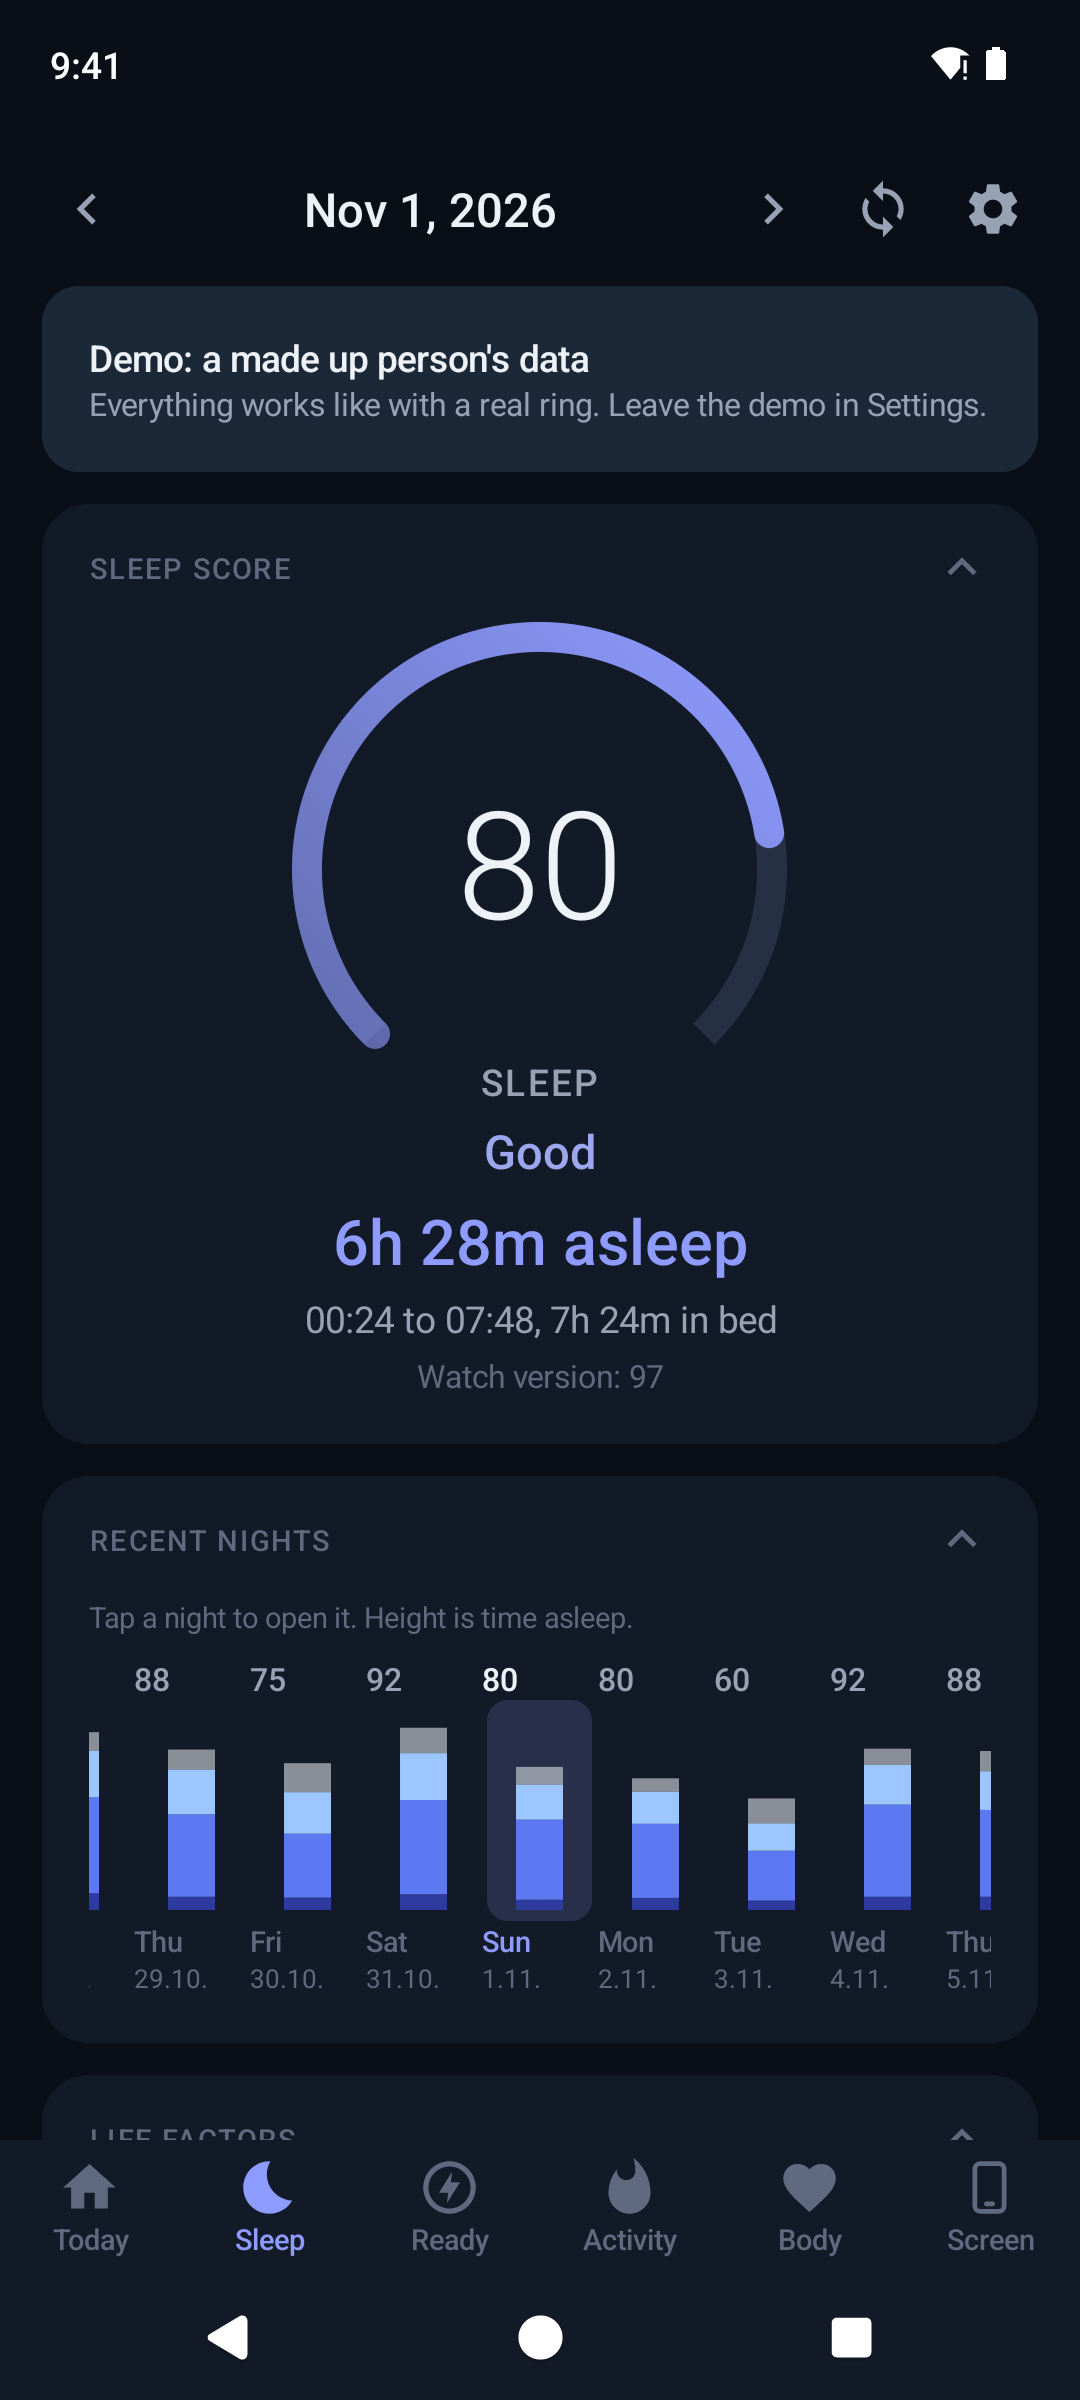 9:41
Nov 1, 2026
Demo: a made up person's data
Everything works like with a real ring. Leave the demo in Settings.
SLEEP SCORE
80
SLEEP
Good
6h 28m asleep
00:24 to 07:48, 7h 24m in bed
Watch version: 97
RECENT NIGHTS
Tap a night to open it. Height is time asleep.
88 75 92 80 80 60 92 88
Thu Fri Sat Sun Mon Tue Wed Thu
29.10. 30.10. 31.10. 1.11. 2.11. 3.11. 4.11. 5.11
LIFE FACTORS
Today Sleep Ready Activity Body Screen